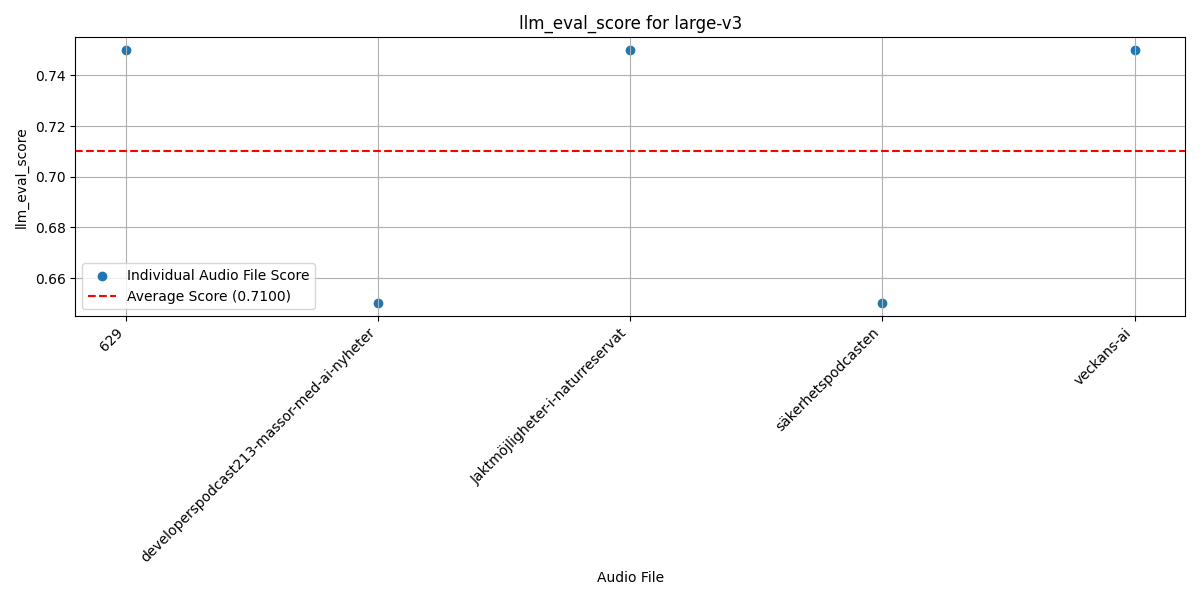 llm_eval_score for large-v3
llm_eval_score
0.74
0.72
0.70
0.68
0.66
Individual Audio File Score
Average Score (0.7100)
629
developerspodcast213-massor-med-ai-nyheter
Jaktmöjligheter-i-naturreservat
säkerhetspodcasten
veckans-ai
Audio File